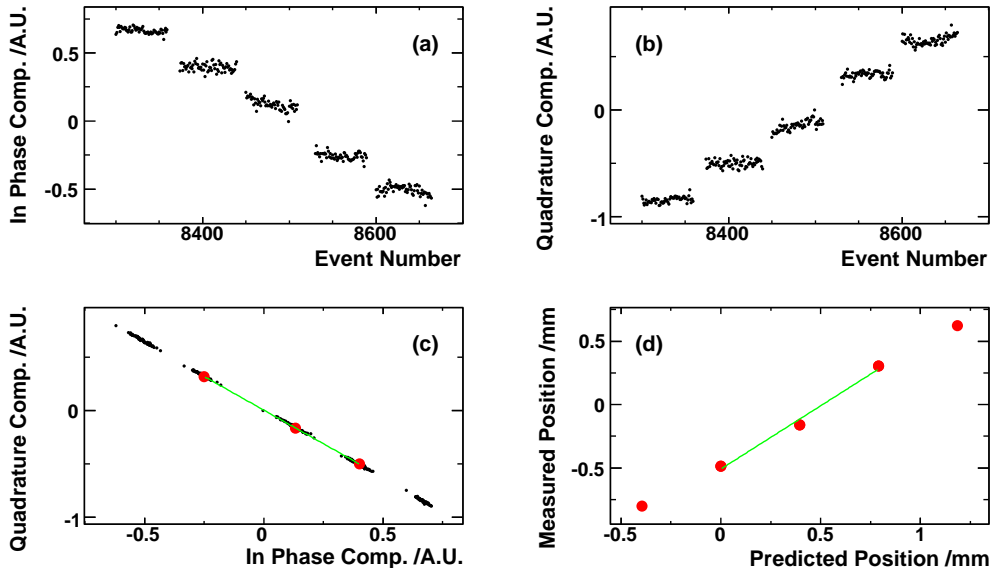 In Phase Comp. /A.U.
0.5
0
-0.5
(a)
8400
8600
Event Number
Quadrature Comp. /A.U.
0
-1
(b)
8400
8600
Event Number
Quadrature Comp. /A.U.
0
-1
(c)
-0.5
0
0.5
In Phase Comp. /A.U.
Measured Position /mm
0.5
0
-0.5
(d)
-0.5
0
0.5
1
Predicted Position /mm